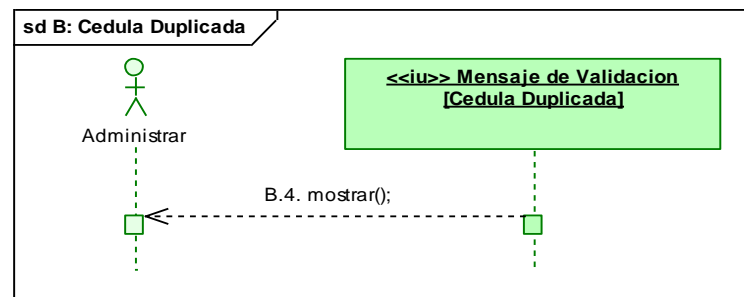 sd B: Cedula Duplicada
<<iu>> Mensaje de Validacion
[Cedula Duplicada]
Administrar
B.4. mostrar();